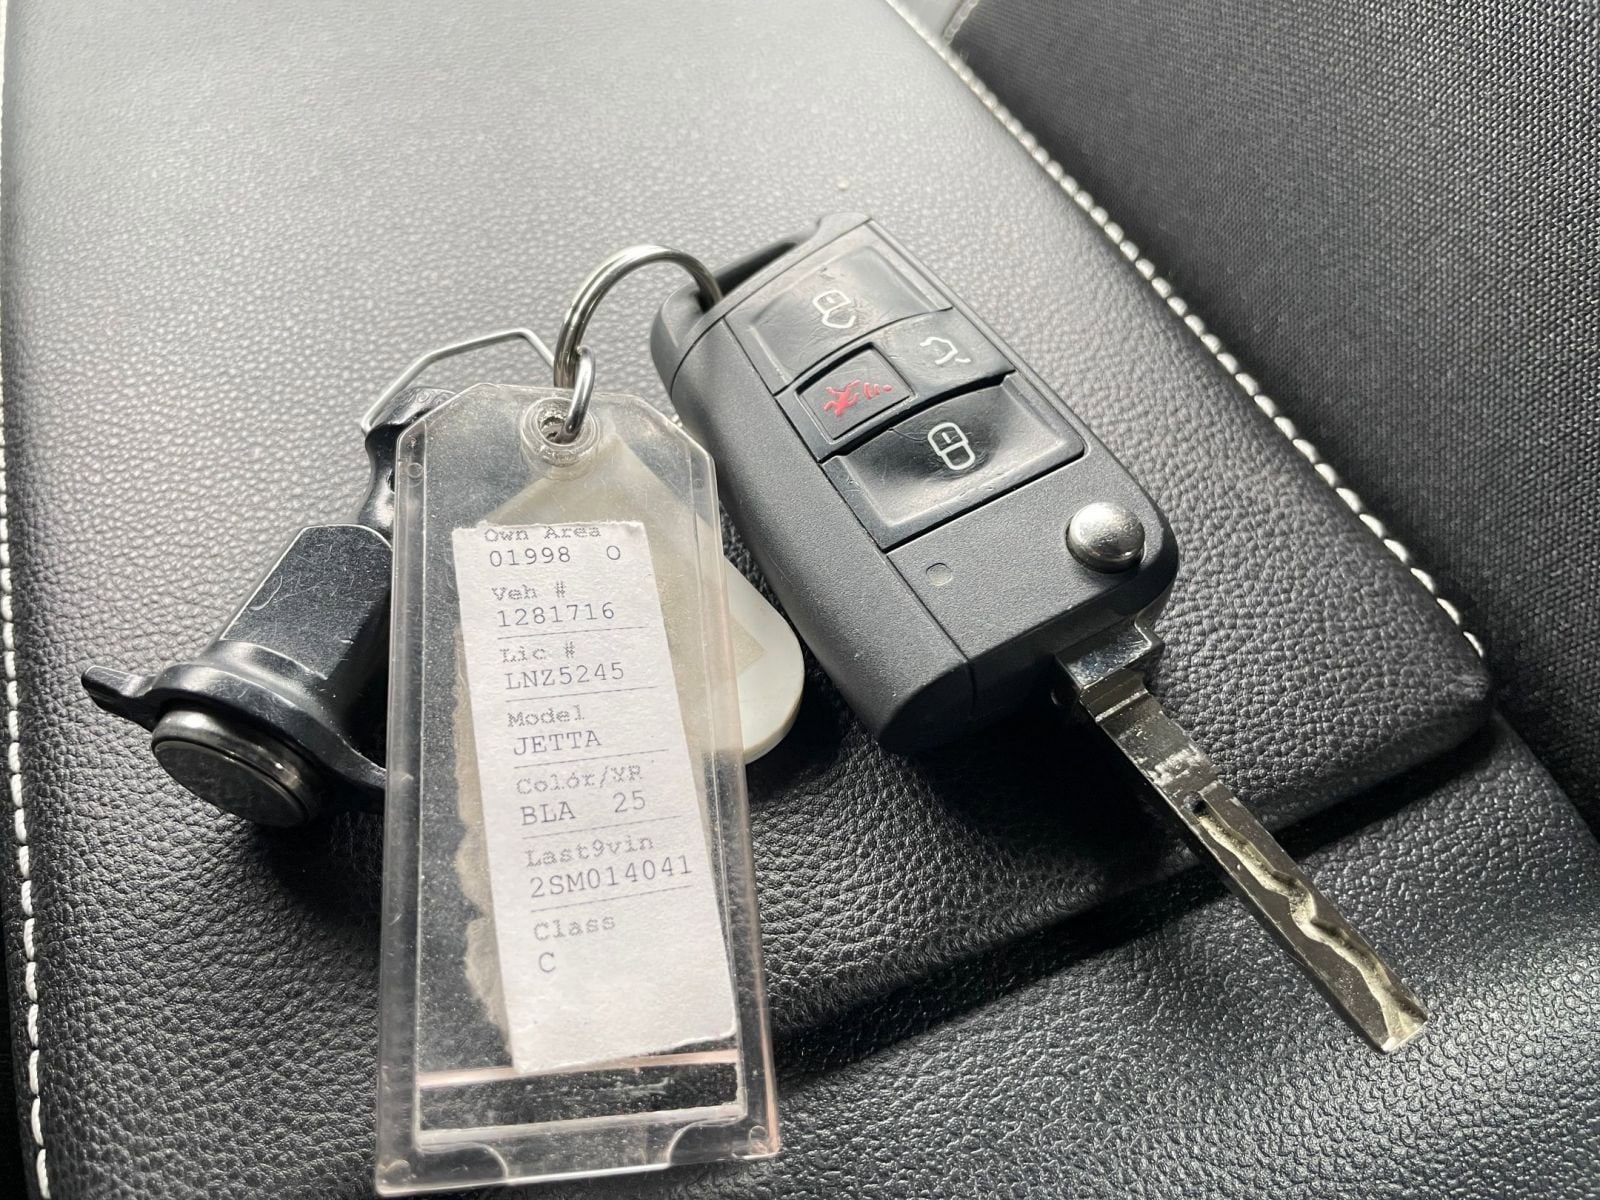 Own Area
01998 O
Veh #
1281716
Lic #
LNZ5245
Model
JETTA
Color/YR
BLA 25
Last9vin
2SM014041
Class
C